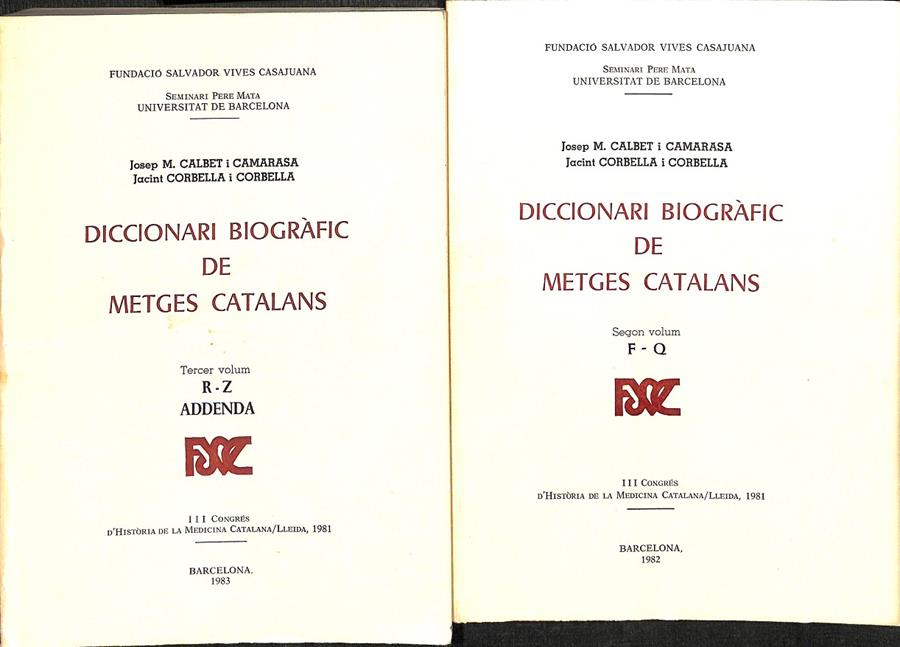 FUNDACIÓ SALVADOR VIVES CASAJUANA
SEMINARI PERE MATA
UNIVERSITAT DE BARCELONA
Josep M. CALBET i CAMARASA
Jacint CORBELLA i CORBELLA
DICCIONARI BIOGRÀFIC
DE
METGES CATALANS
Tercer volum
R - Z
ADDENDA
FSVC
III CONGRÉS
D'HISTÒRIA DE LA MEDICINA CATALANA/LLEIDA, 1981
BARCELONA.
1983
FUNDACIÓ SALVADOR VIVES CASAJUANA
SEMINARI PERE MATA
UNIVERSITAT DE BARCELONA
Josep M. CALBET i CAMARASA
Jacint CORBELLA i CORBELLA
DICCIONARI BIOGRÀFIC
DE
METGES CATALANS
Segon volum
F - Q
FSVC
III CONGRÉS
D'HISTÒRIA DE LA MEDICINA CATALANA/LLEIDA, 1981
BARCELONA,
1982